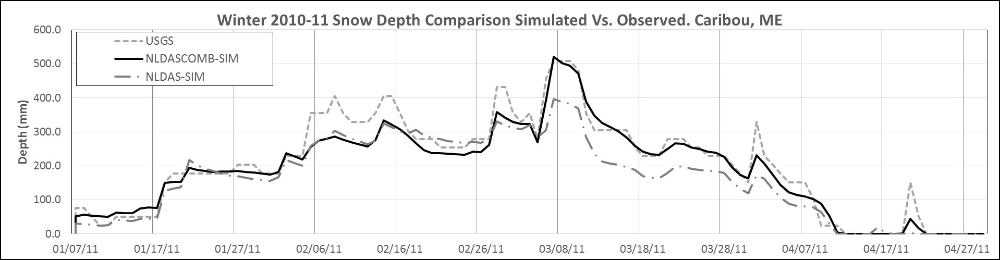 Winter 2010-11 Snow Depth Comparison Simulated Vs. Observed. Caribou, ME
USGS
NLDASCOMB-SIM
NLDAS-SIM
Depth (mm)
600.0
500.0
400.0
300.0
200.0
100.0
0.0
01/07/11 01/17/11 01/27/11 02/06/11 02/16/11 02/26/11 03/08/11 03/18/11 03/28/11 04/07/11 04/17/11 04/27/11